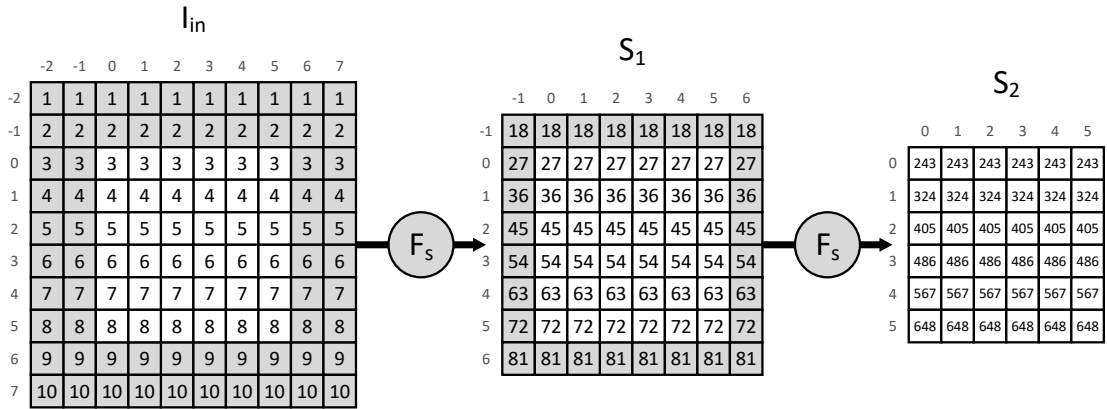 I_in
-2 -1 0 1 2 3 4 5 6 7
-2 1 1 1 1 1 1 1 1 1 1
-1 2 2 2 2 2 2 2 2 2 2
0 3 3 3 3 3 3 3 3 3 3
1 4 4 4 4 4 4 4 4 4 4
2 5 5 5 5 5 5 5 5 5 5
3 6 6 6 6 6 6 6 6 6 6
4 7 7 7 7 7 7 7 7 7 7
5 8 8 8 8 8 8 8 8 8 8
6 9 9 9 9 9 9 9 9 9 9
7 10 10 10 10 10 10 10 10 10 10
F_s
S_1
-1 0 1 2 3 4 5 6
-1 18 18 18 18 18 18 18 18
0 27 27 27 27 27 27 27 27
1 36 36 36 36 36 36 36 36
2 45 45 45 45 45 45 45 45
3 54 54 54 54 54 54 54 54
4 63 63 63 63 63 63 63 63
5 72 72 72 72 72 72 72 72
6 81 81 81 81 81 81 81 81
F_s
S_2
0 1 2 3 4 5
0 243 243 243 243 243 243
1 324 324 324 324 324 324
2 405 405 405 405 405 405
3 486 486 486 486 486 486
4 567 567 567 567 567 567
5 648 648 648 648 648 648